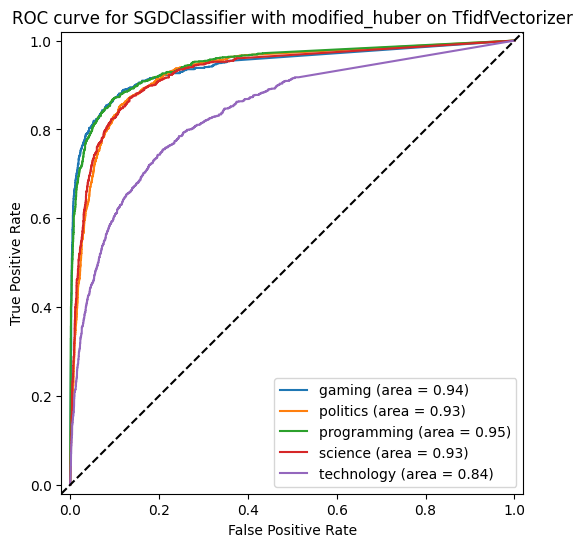 ROC curve for SGDClassifier with modified_huber on TfidfVectorizer
1.0
0.8
0.6
0.4
0.2
0.0
True Positive Rate
gaming (area = 0.94)
politics (area = 0.93)
programming (area = 0.95)
science (area = 0.93)
technology (area = 0.84)
0.0 0.2 0.4 0.6 0.8 1.0
False Positive Rate